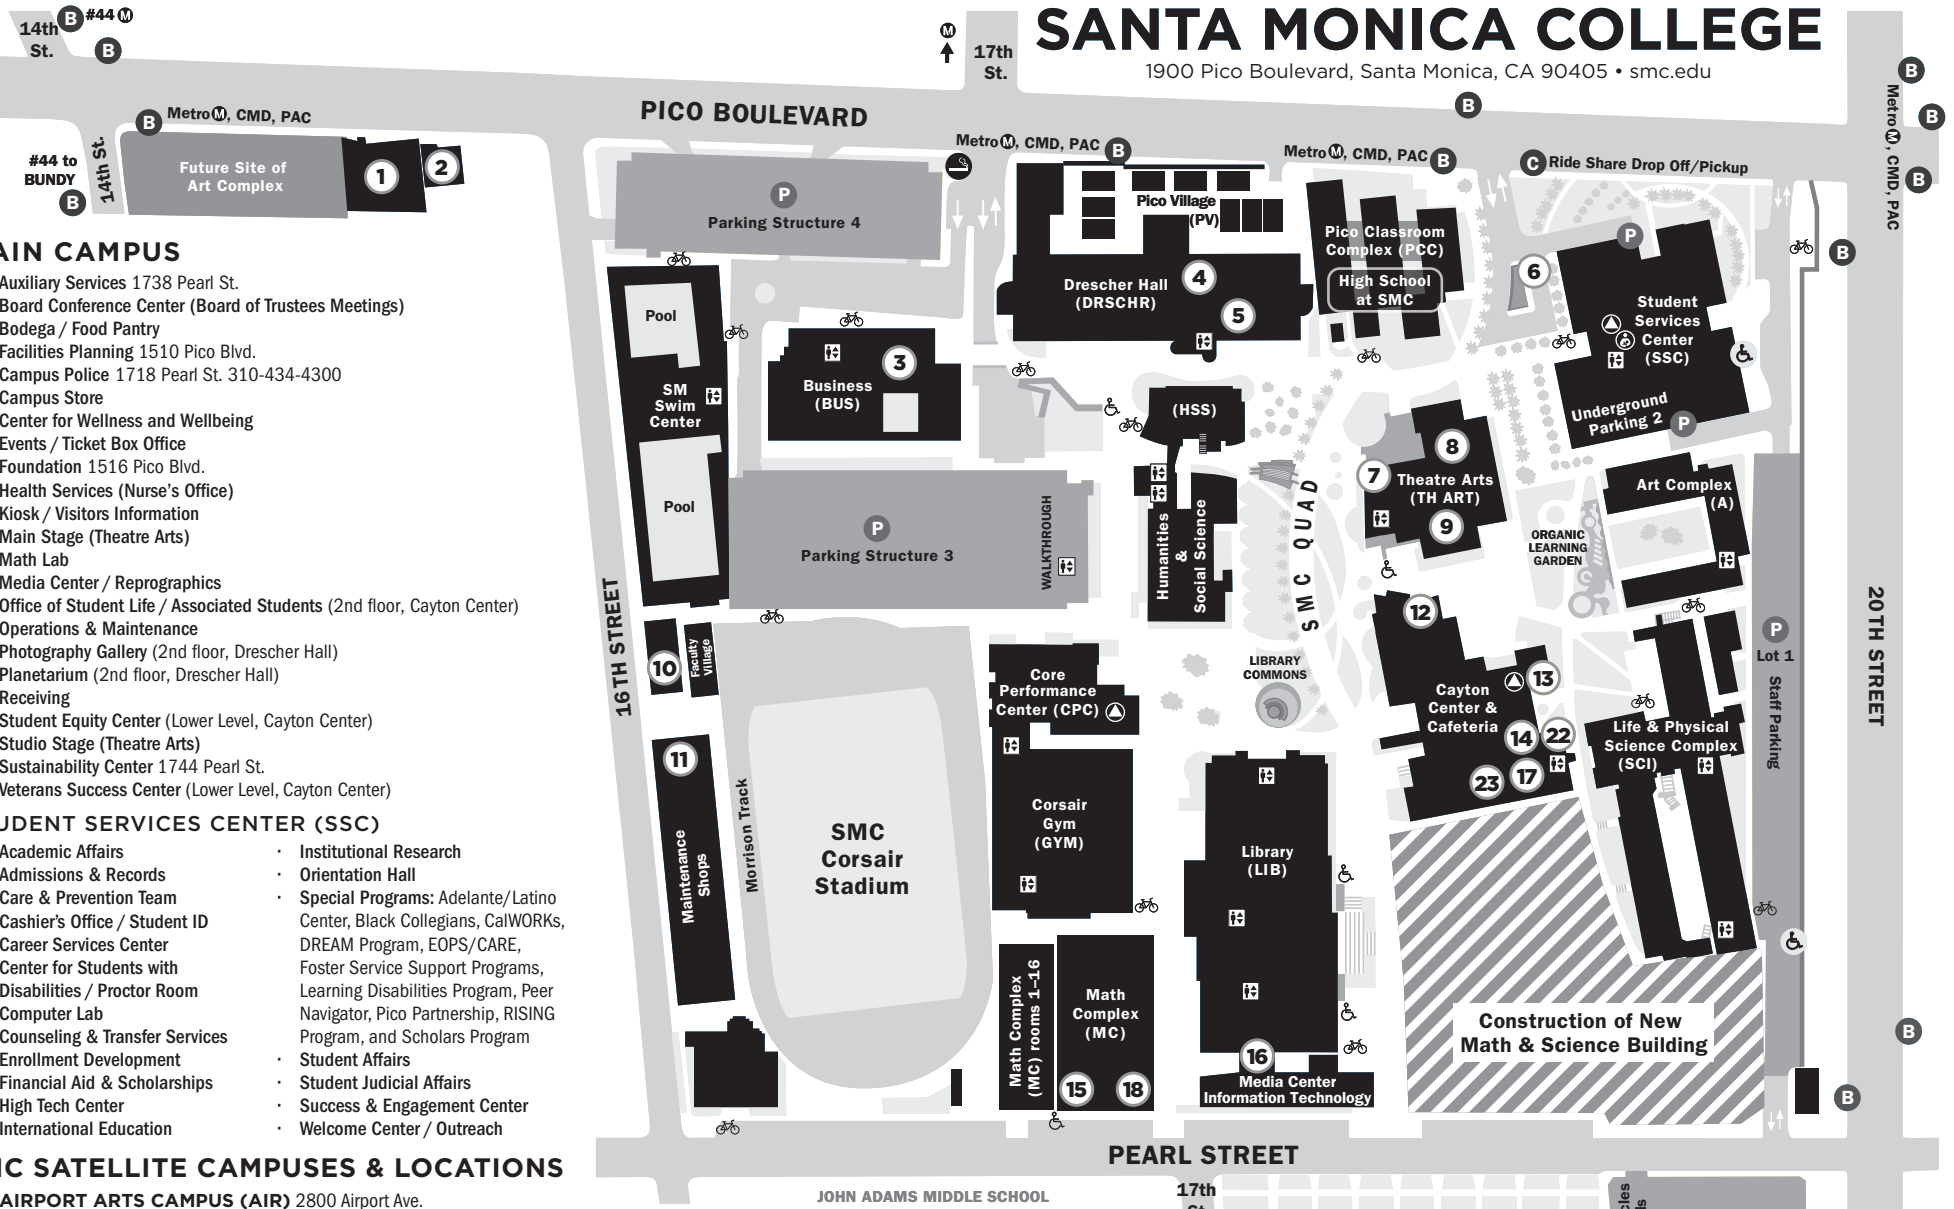 SANTA MONICA COLLEGE
1900 Pico Boulevard, Santa Monica, CA 90405 • smc.edu
14th
St.
B
#44 M
B
M
17th
St.
B
B
B
PICO BOULEVARD
B
Metro M, CMD, PAC
Metro M, CMD, PAC
B
Metro M, CMD, PAC
B
C
Ride Share Drop Off/Pickup
Metro M, CMD, PAC
B
B
#44 to
BUNDY
B
14th St.
Future Site of
Art Complex
1
2
P
Parking Structure 4
Pico Village
(PV)
Drescher Hall
(DRSCHR)
4
5
Pico Classroom
Complex (PCC)
High School
at SMC
6
P
Student
Services
Center
(SSC)
Underground
Parking 2
P
Pool
SM
Swim
Center
Pool
3
Business
(BUS)
(HSS)
Humanities
&
Social Science
SMC QUAD
7
8
Theatre Arts
(TH ART)
9
Art Complex
(A)
ORGANIC
LEARNING
GARDEN
P
Parking Structure 3
WALKTHROUGH
16TH STREET
20TH STREET
10
Faculty
Village
11
Maintenance
Shops
Morrison Track
SMC
Corsair
Stadium
Core
Performance
Center (CPC)
Corsair
Gym
(GYM)
LIBRARY
COMMONS
12
13
Cayton
Center &
Cafeteria
14
22
23
17
Life & Physical
Science Complex
(SCI)
P
Lot 1
Staff Parking
Library
(LIB)
Math Complex
(MC) rooms 1–16
Math
Complex
(MC)
15
18
16
Media Center
Information Technology
Construction of New
Math & Science Building
B
B
PEARL STREET
JOHN ADAMS MIDDLE SCHOOL
17th
AIN CAMPUS
Auxiliary Services 1738 Pearl St.
Board Conference Center (Board of Trustees Meetings)
Bodega / Food Pantry
Facilities Planning 1510 Pico Blvd.
Campus Police 1718 Pearl St. 310-434-4300
Campus Store
Center for Wellness and Wellbeing
Events / Ticket Box Office
Foundation 1516 Pico Blvd.
Health Services (Nurse's Office)
Kiosk / Visitors Information
Main Stage (Theatre Arts)
Math Lab
Media Center / Reprographics
Office of Student Life / Associated Students (2nd floor, Cayton Center)
Operations & Maintenance
Photography Gallery (2nd floor, Drescher Hall)
Planetarium (2nd floor, Drescher Hall)
Receiving
Student Equity Center (Lower Level, Cayton Center)
Studio Stage (Theatre Arts)
Sustainability Center 1744 Pearl St.
Veterans Success Center (Lower Level, Cayton Center)
UDENT SERVICES CENTER (SSC)
Academic Affairs
Admissions & Records
Care & Prevention Team
Cashier's Office / Student ID
Career Services Center
Center for Students with
Disabilities / Proctor Room
Computer Lab
Counseling & Transfer Services
Enrollment Development
Financial Aid & Scholarships
High Tech Center
International Education
· Institutional Research
· Orientation Hall
· Special Programs: Adelante/Latino
Center, Black Collegians, CalWORKs,
DREAM Program, EOPS/CARE,
Foster Service Support Programs,
Learning Disabilities Program, Peer
Navigator, Pico Partnership, RISING
Program, and Scholars Program
· Student Affairs
· Student Judicial Affairs
· Success & Engagement Center
· Welcome Center / Outreach
IC SATELLITE CAMPUSES & LOCATIONS
AIRPORT ARTS CAMPUS (AIR) 2800 Airport Ave.